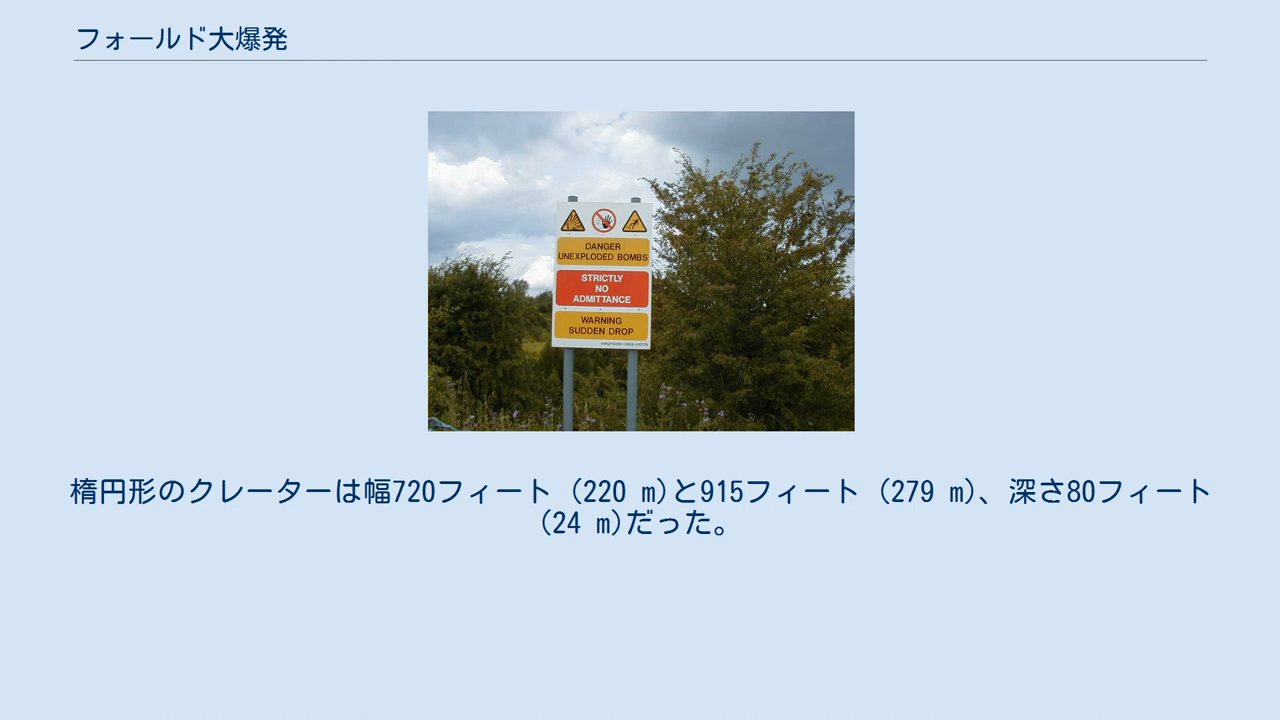 フォールド大爆発
DANGER
UNEXPLODED BOMBS
STRICTLY
NO
ADMITTANCE
WARNING
SUDDEN DROP
楕円形のクレーターは幅720フィート (220 m)と915フィート (279 m)、深さ80フィート
(24 m)だった。